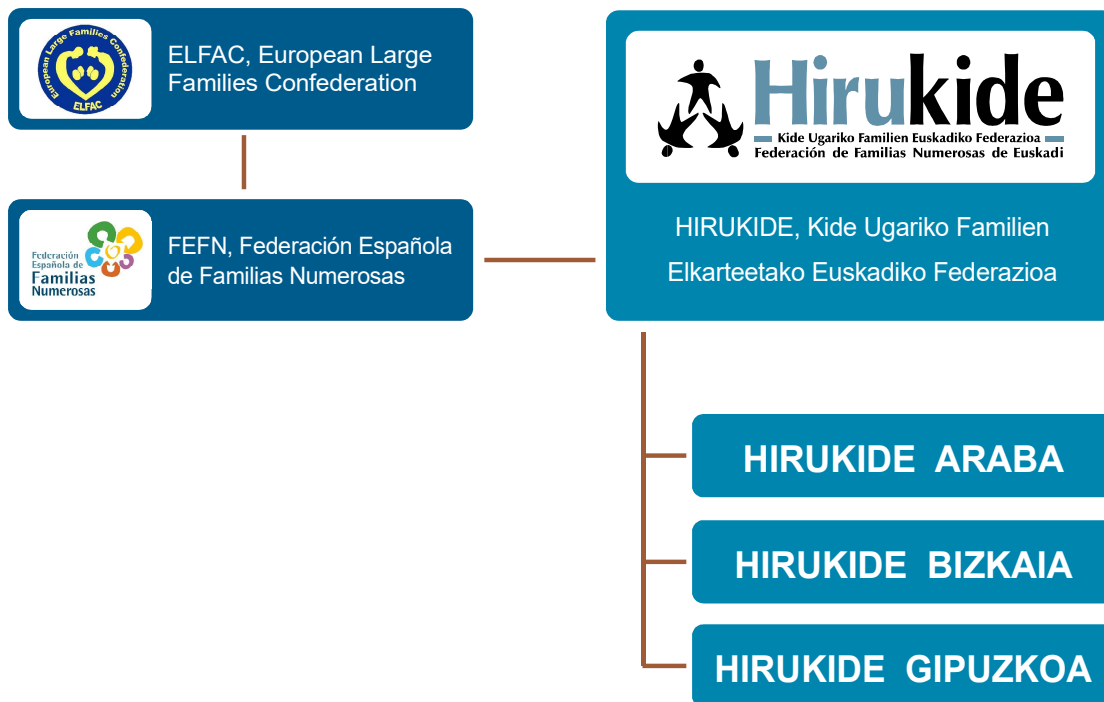 European Large Families Confederation
ELFAC
ELFAC, European Large
Families Confederation
Federación
Española de
Familias
Numerosas
FEFN, Federación Española
de Familias Numerosas
Hirukide
Kide Ugariko Familien Euskadiko Federazioa
Federación de Familias Numerosas de Euskadi
HIRUKIDE, Kide Ugariko Familien
Elkarteetako Euskadiko Federazioa
HIRUKIDE ARABA
HIRUKIDE BIZKAIA
HIRUKIDE GIPUZKOA